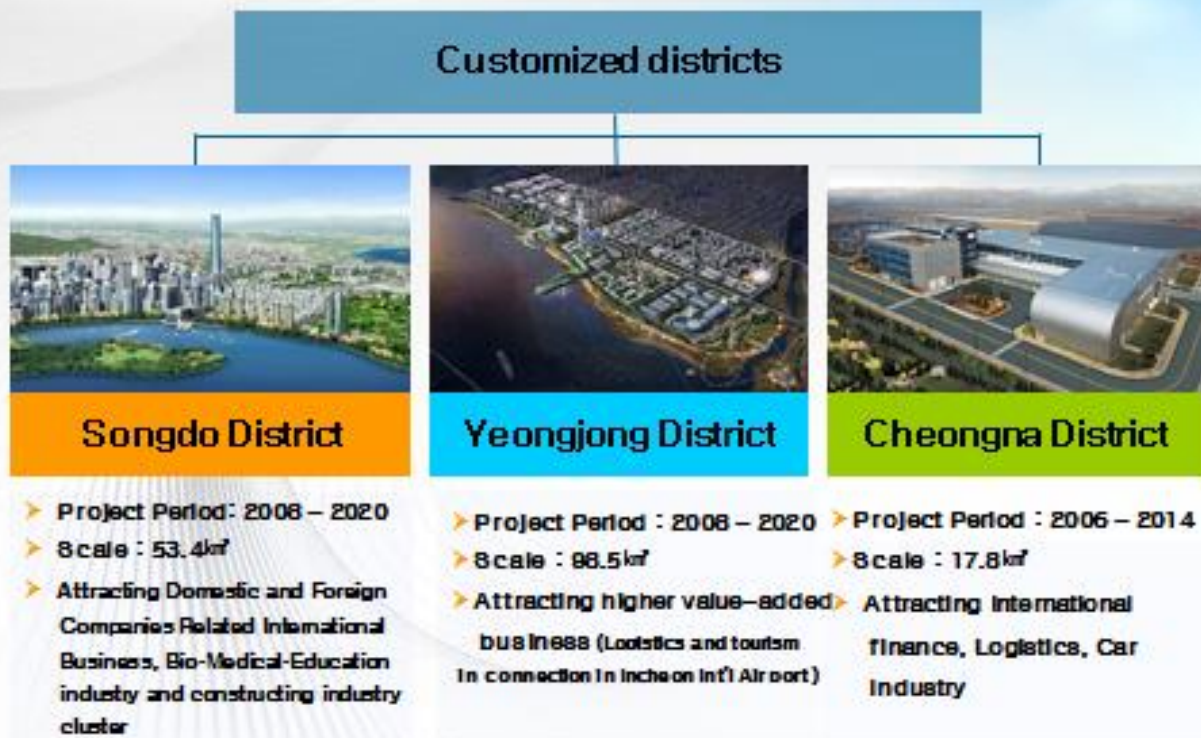 Customized districts
Songdo District
Project Period: 2008 – 2020
Scale : 53.4㎢
Attracting Domestic and Foreign
Companies Related International
Business, Bio-Medical-Education
industry and constructing industry
cluster
Yeongjong District
Project Period : 2008 – 2020
Scale : 98.5㎢
Attracting higher value-added
business (Logistics and tourism
in connection in Incheon Int'l Airport)
Cheongna District
Project Period : 2006 – 2014
Scale : 17.8㎢
Attracting International
finance, Logistics, Car
Industry